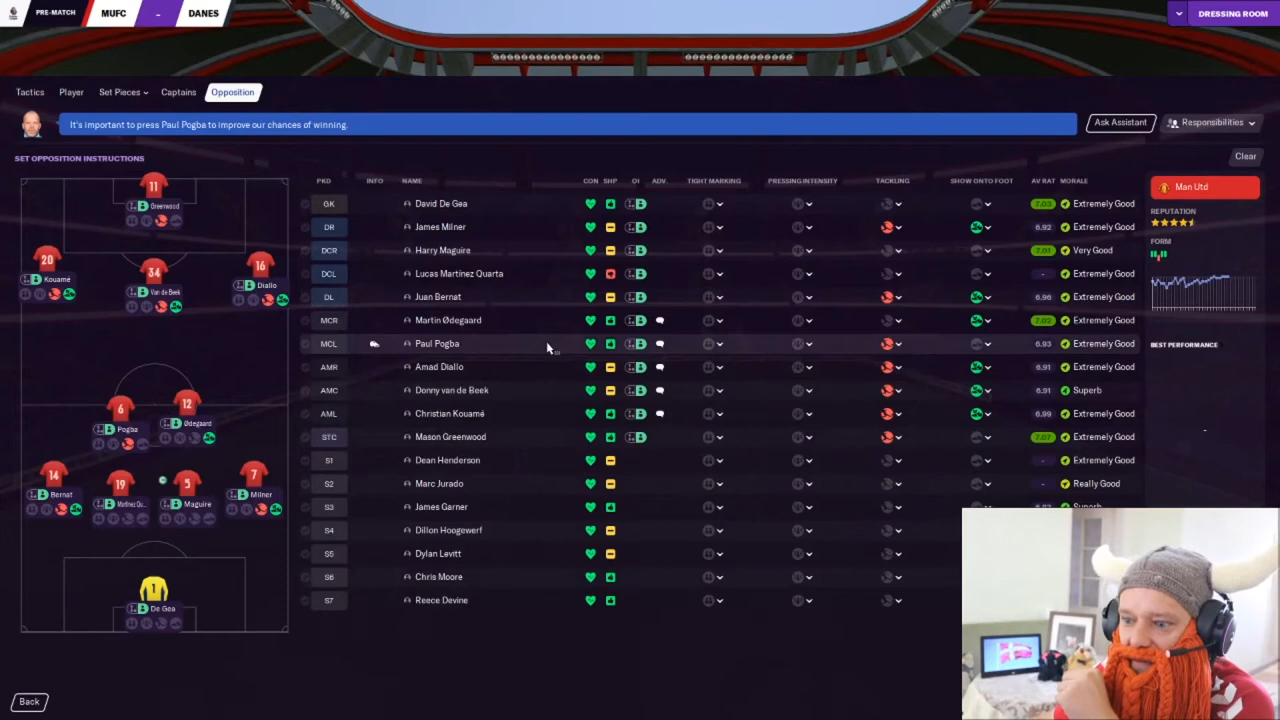 PRE-MATCH MUFC - DANES DRESSING ROOM
Tactics Player Set Pieces Captains Opposition
It's important to press Paul Pogba to improve our chances of winning. Ask Assistant Responsibilities
SET OPPOSITION INSTRUCTIONS Clear
PKD INFO NAME CON SHP OI ADV. TIGHT MARKING PRESSING INTENSITY TACKLING SHOW ONTO FOOT AV RAT MORALE
GK David De Gea 7.03 Extremely Good
DR James Milner 6.92 Extremely Good
DCR Harry Maguire 7.01 Very Good
DCL Lucas Martínez Quarta - Extremely Good
DL Juan Bernat 6.96 Extremely Good
MCR Martin Ødegaard 7.02 Extremely Good
MCL Paul Pogba 6.93 Extremely Good
AMR Amad Diallo 6.91 Extremely Good
AMC Donny van de Beek 6.91 Superb
AML Christian Kouamé 6.99 Extremely Good
STC Mason Greenwood 7.07 Extremely Good
S1 Dean Henderson - Extremely Good
S2 Marc Jurado - Really Good
S3 James Garner Superb
S4 Dillon Hoogewerf
S5 Dylan Levitt
S6 Chris Moore
S7 Reece Devine
11
Greenwood
20 34 16
Kouamé Van de Beek Diallo
6 12
Pogba Ødegaard
14 19 5 7
Bernat Martínez Qu... Maguire Milner
1
De Gea
Man Utd
REPUTATION
FORM
BEST PERFORMANCE
-
Back